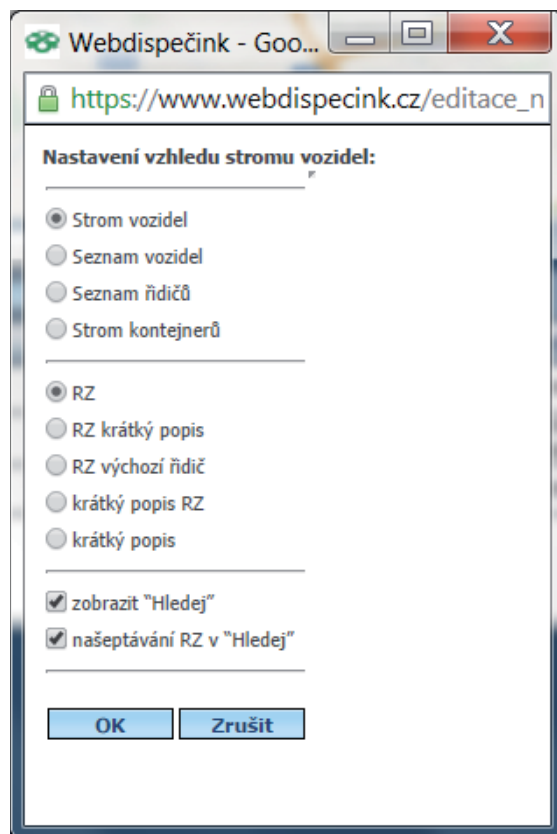 Webdispečink - Goo...
https://www.webdispecink.cz/editace_n
Nastavení vzhledu stromu vozidel:
Strom vozidel
Seznam vozidel
Seznam řidičů
Strom kontejnerů
RZ
RZ krátký popis
RZ výchozí řidič
krátký popis RZ
krátký popis
zobrazit "Hledej"
našeptávání RZ v "Hledej"
OK Zrušit